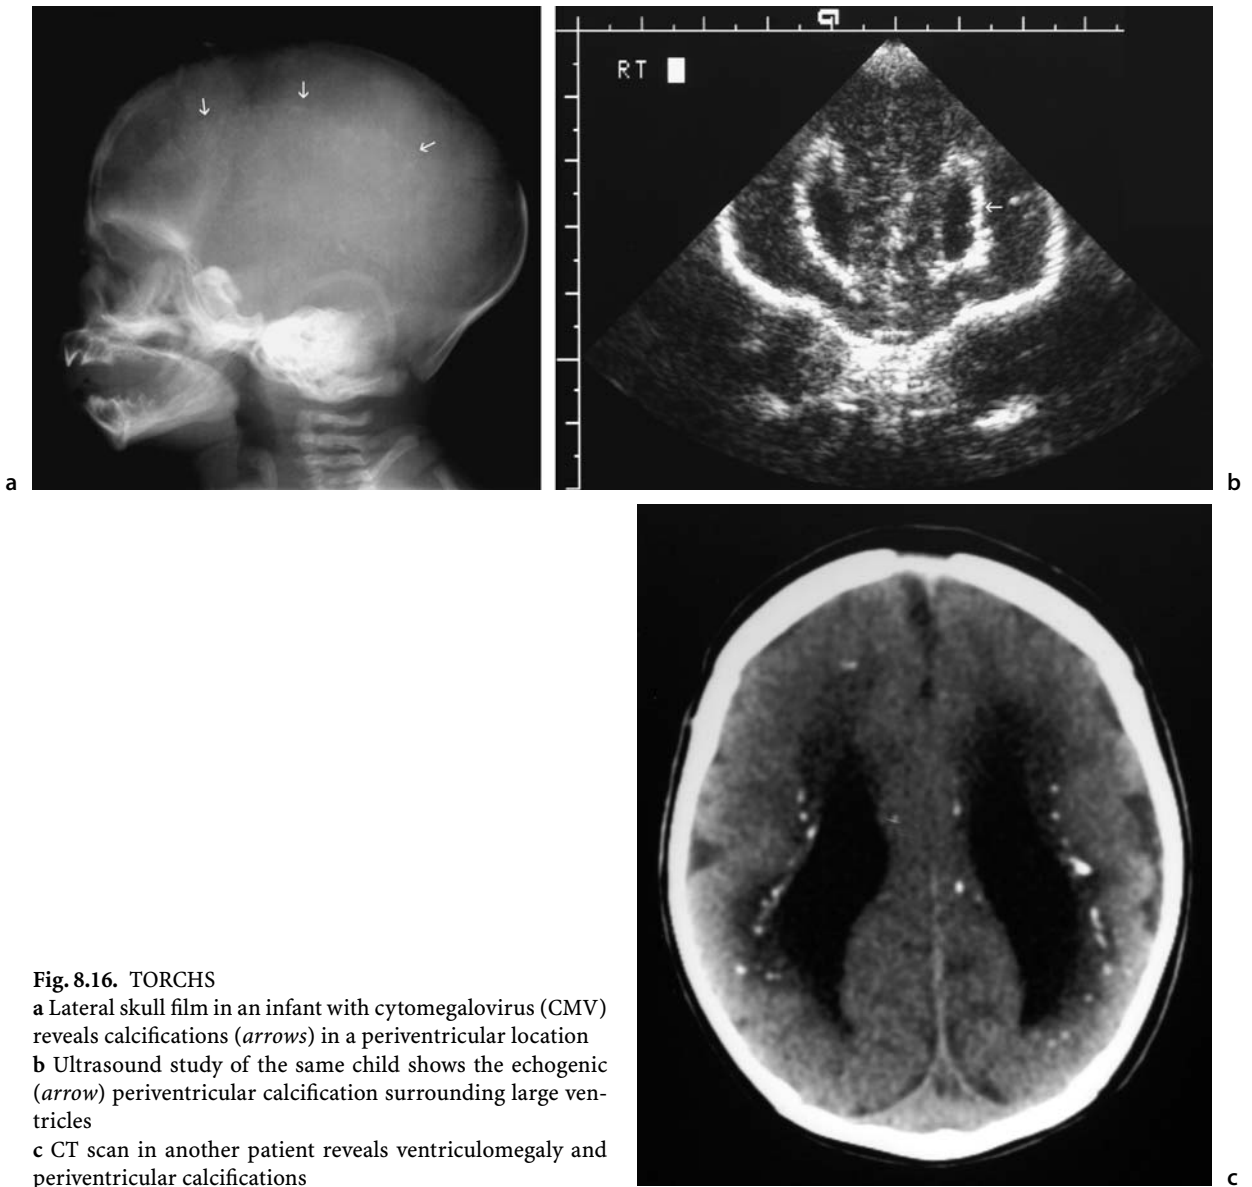 RT
a
b
Fig. 8.16. TORCHS
a Lateral skull film in an infant with cytomegalovirus (CMV)
reveals calcifications (arrows) in a periventricular location
b Ultrasound study of the same child shows the echogenic
(arrow) periventricular calcification surrounding large ven-
tricles
c CT scan in another patient reveals ventriculomegaly and
periventricular calcifications
c